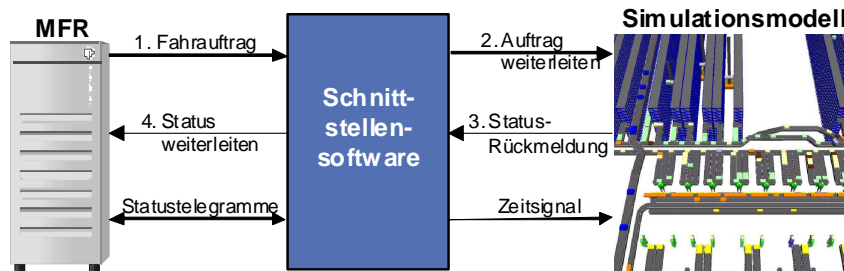 MFR
Simulationsmodell
1. Fahrauftrag
2. Auftrag
weiterleiten
Schnitt-
stellen-
software
4. Status
weiterleiten
3. Status-
Rückmeldung
Statustelegramme
Zeitsignal